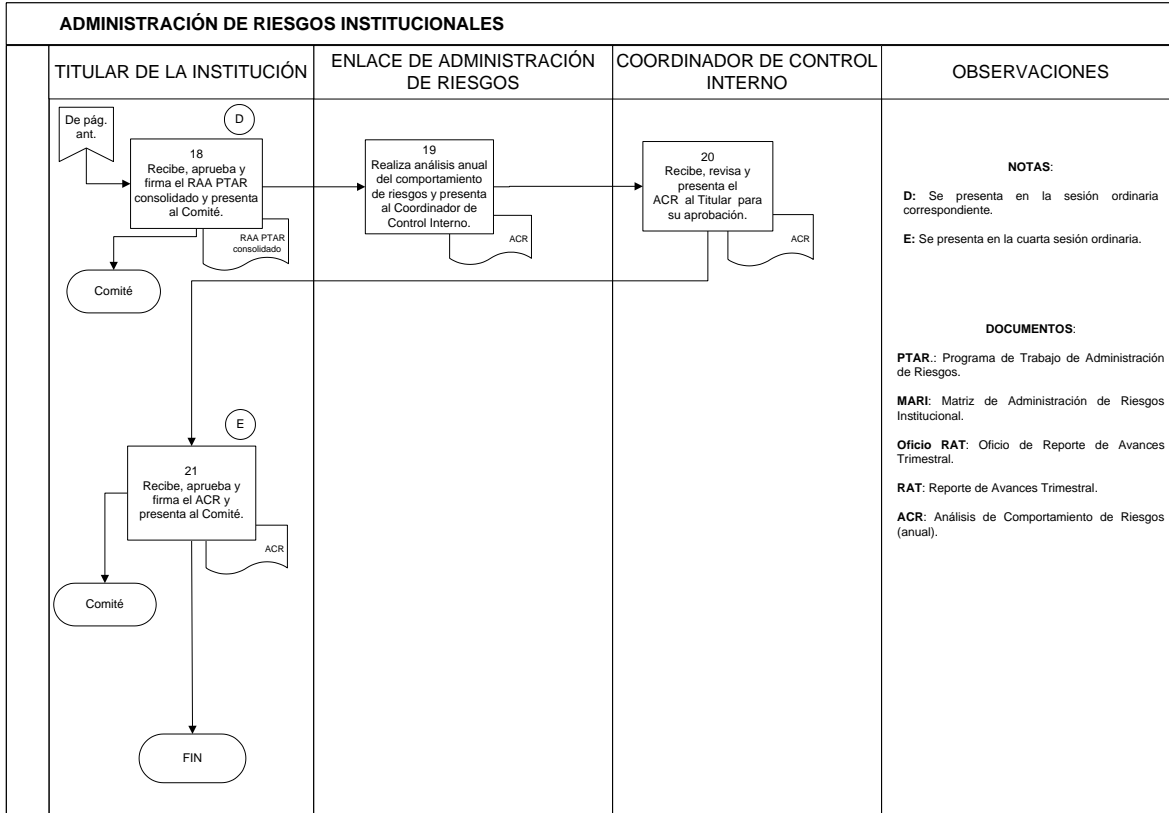 ADMINISTRACIÓN DE RIESGOS INSTITUCIONALES
TITULAR DE LA INSTITUCIÓN
ENLACE DE ADMINISTRACIÓN
DE RIESGOS
COORDINADOR DE CONTROL
INTERNO
OBSERVACIONES
De pág.
ant.
D
18
Recibe, aprueba y
firma el RAA PTAR
consolidado y presenta
al Comité.
RAA PTAR
consolidado
Comité
19
Realiza análisis anual
del comportamiento
de riesgos y presenta
al Coordinador de
Control Interno.
ACR
20
Recibe, revisa y
presenta el
ACR al Titular para
su aprobación.
ACR
E
21
Recibe, aprueba y
firma el ACR y
presenta al Comité.
ACR
Comité
FIN
NOTAS:
D: Se presenta en la sesión ordinaria
correspondiente.
E: Se presenta en la cuarta sesión ordinaria.
DOCUMENTOS:
PTAR.: Programa de Trabajo de Administración
de Riesgos.
MARI: Matriz de Administración de Riesgos
Institucional.
Oficio RAT: Oficio de Reporte de Avances
Trimestral.
RAT: Reporte de Avances Trimestral.
ACR: Análisis de Comportamiento de Riesgos
(anual).